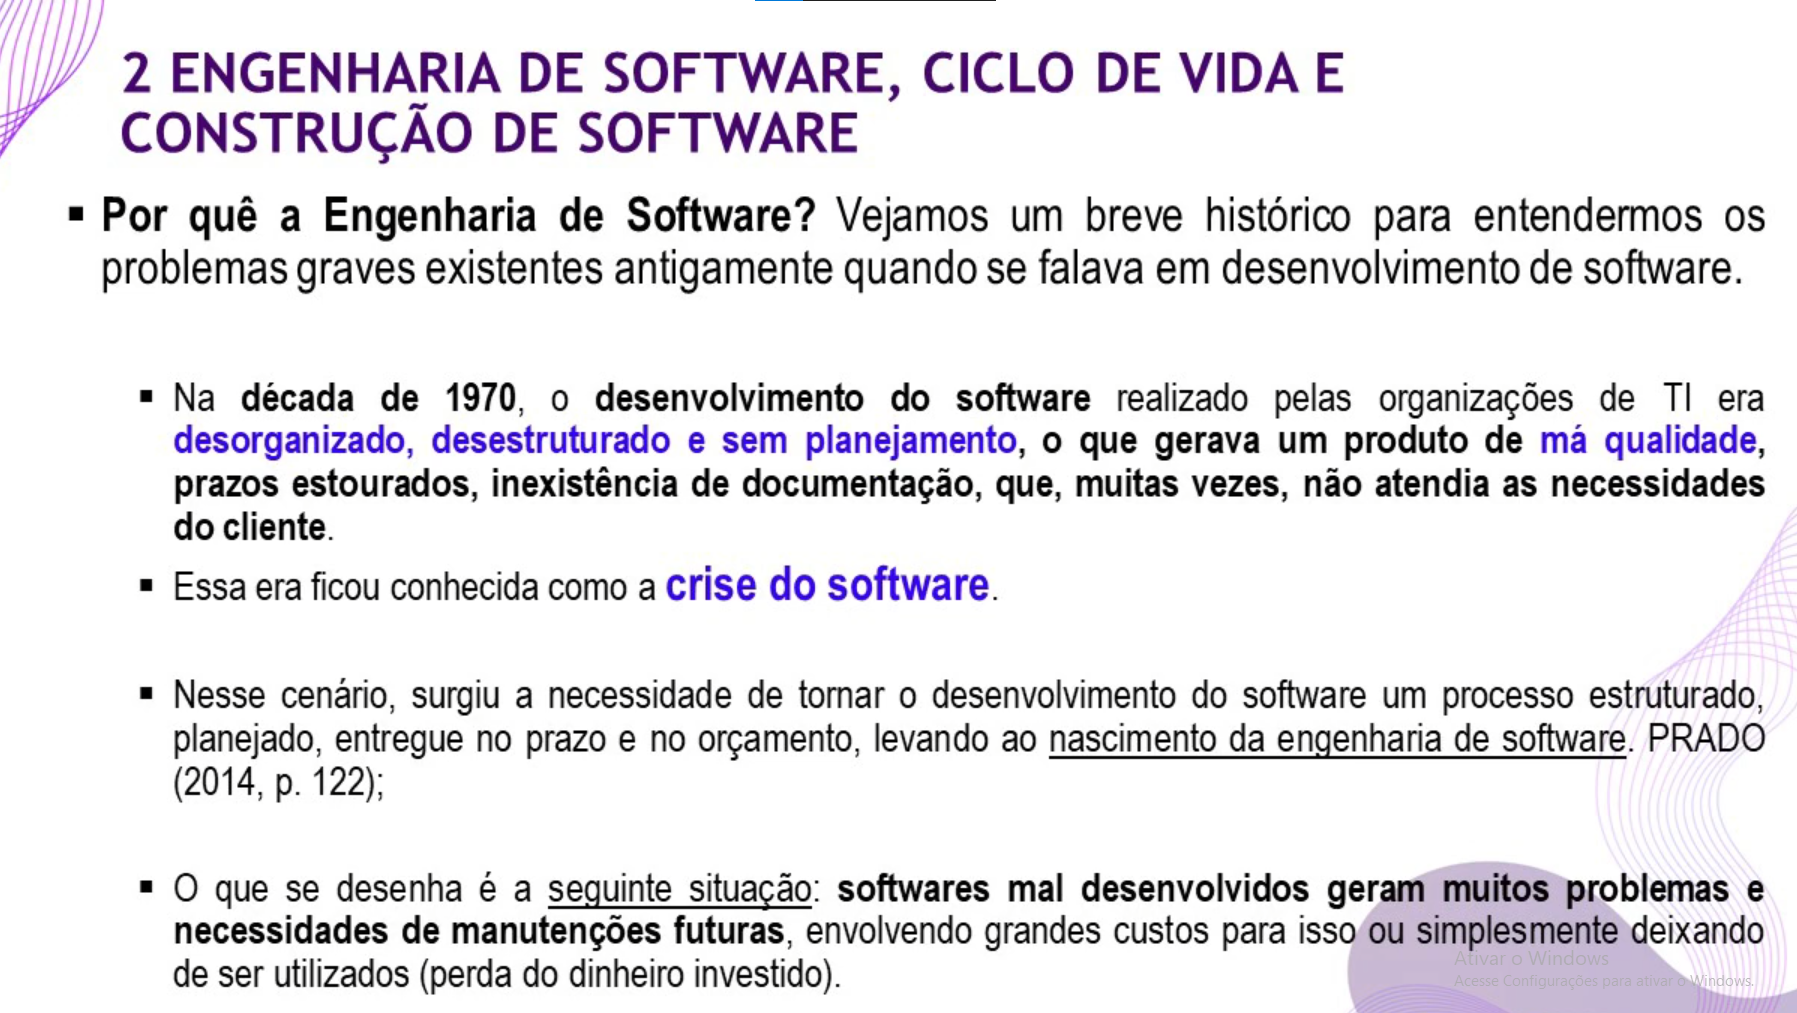 2 ENGENHARIA DE SOFTWARE, CICLO DE VIDA E
CONSTRUÇÃO DE SOFTWARE
▪ Por quê a Engenharia de Software? Vejamos um breve histórico para entendermos os
problemas graves existentes antigamente quando se falava em desenvolvimento de software.
▪ Na década de 1970, o desenvolvimento do software realizado pelas organizações de TI era
desorganizado, desestruturado e sem planejamento, o que gerava um produto de má qualidade,
prazos estourados, inexistência de documentação, que, muitas vezes, não atendia as necessidades
do cliente.
▪ Essa era ficou conhecida como a crise do software.
▪ Nesse cenário, surgiu a necessidade de tornar o desenvolvimento do software um processo estruturado,
planejado, entregue no prazo e no orçamento, levando ao nascimento da engenharia de software. PRADO
(2014, p. 122);
▪ O que se desenha é a seguinte situação: softwares mal desenvolvidos geram muitos problemas e
necessidades de manutenções futuras, envolvendo grandes custos para isso ou simplesmente deixando
de ser utilizados (perda do dinheiro investido).
Ativar o Windows
Acesse Configurações para ativar o Windows.